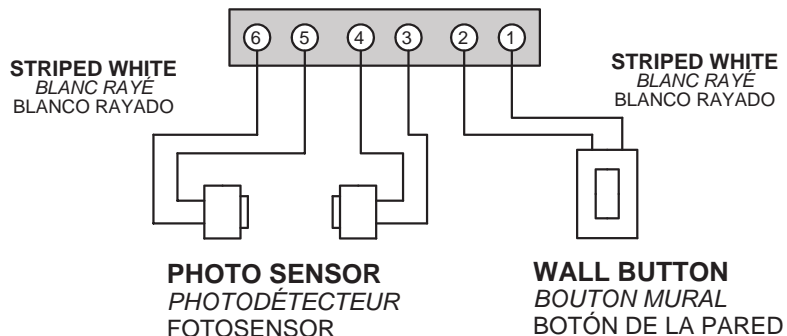 6 5 4 3 2 1
STRIPED WHITE
BLANC RAYÉ
BLANCO RAYADO
STRIPED WHITE
BLANC RAYÉ
BLANCO RAYADO
PHOTO SENSOR
PHOTODÉTECTEUR
FOTOSENSOR
WALL BUTTON
BOUTON MURAL
BOTÓN DE LA PARED